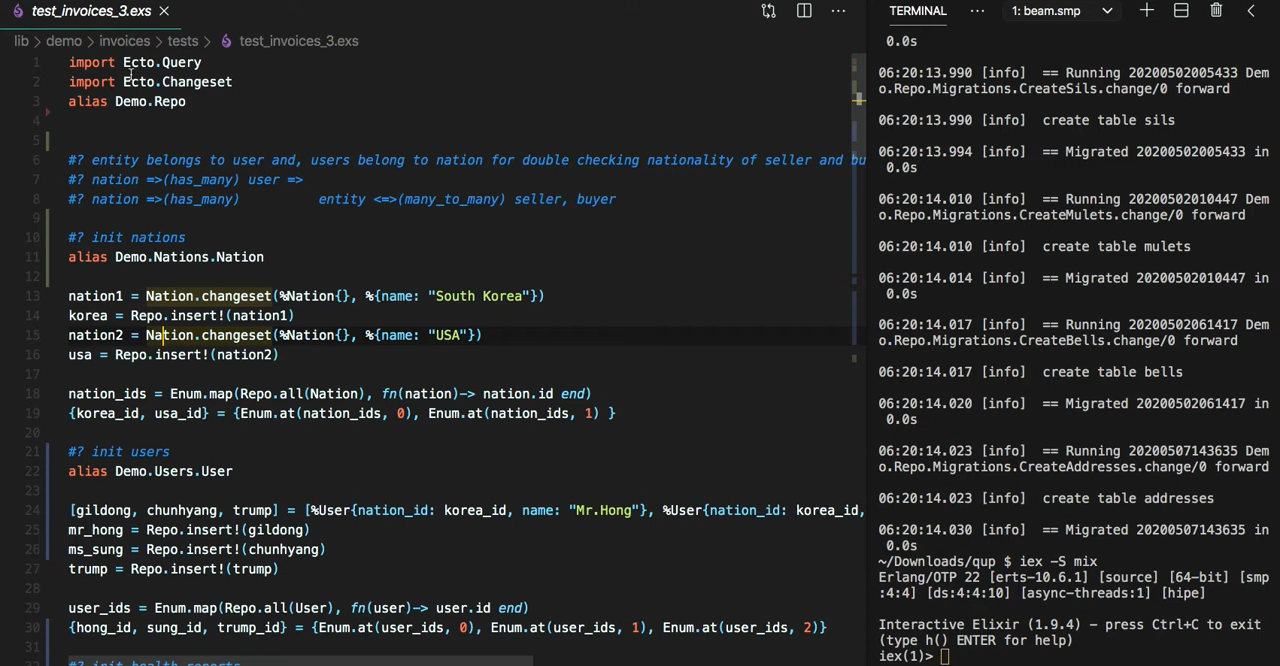 test_invoices_3.exs
lib > demo > invoices > tests > test_invoices_3.exs
1 import Ecto.Query
2 import Ecto.Changeset
3 alias Demo.Repo
4
5
6 #? entity belongs to user and, users belong to nation for double checking nationality of seller and bu
7 #? nation =>(has_many) user =>
8 #? nation =>(has_many) entity <=>(many_to_many) seller, buyer
9
10 #? init nations
11 alias Demo.Nations.Nation
12
13 nation1 = Nation.changeset(%Nation{}, %{name: "South Korea"})
14 korea = Repo.insert!(nation1)
15 nation2 = Nation.changeset(%Nation{}, %{name: "USA"})
16 usa = Repo.insert!(nation2)
17
18 nation_ids = Enum.map(Repo.all(Nation), fn(nation)-> nation.id end)
19 {korea_id, usa_id} = {Enum.at(nation_ids, 0), Enum.at(nation_ids, 1) }
20
21 #? init users
22 alias Demo.Users.User
23
24 [gildong, chunhyang, trump] = [%User{nation_id: korea_id, name: "Mr.Hong"}, %User{nation_id: korea_id,
25 mr_hong = Repo.insert!(gildong)
26 ms_sung = Repo.insert!(chunhyang)
27 trump = Repo.insert!(trump)
28
29 user_ids = Enum.map(Repo.all(User), fn(user)-> user.id end)
30 {hong_id, sung_id, trump_id} = {Enum.at(user_ids, 0), Enum.at(user_ids, 1), Enum.at(user_ids, 2)}
31
#? init health reports
TERMINAL ··· 1: beam.smp
0.0s
06:20:13.990 [info] == Running 20200502005433 Dem
o.Repo.Migrations.CreateSils.change/0 forward
06:20:13.990 [info] create table sils
06:20:13.994 [info] == Migrated 20200502005433 in
0.0s
06:20:14.010 [info] == Running 20200502010447 Dem
o.Repo.Migrations.CreateMulets.change/0 forward
06:20:14.010 [info] create table mulets
06:20:14.014 [info] == Migrated 20200502010447 in
0.0s
06:20:14.017 [info] == Running 20200502061417 Dem
o.Repo.Migrations.CreateBells.change/0 forward
06:20:14.017 [info] create table bells
06:20:14.020 [info] == Migrated 20200502061417 in
0.0s
06:20:14.023 [info] == Running 20200507143635 Dem
o.Repo.Migrations.CreateAddresses.change/0 forward
06:20:14.023 [info] create table addresses
06:20:14.030 [info] == Migrated 20200507143635 in
0.0s
~/Downloads/qup $ iex -S mix
Erlang/OTP 22 [erts-10.6.1] [source] [64-bit] [smp
:4:4] [ds:4:4:10] [async-threads:1] [hipe]
Interactive Elixir (1.9.4) - press Ctrl+C to exit
(type h() ENTER for help)
iex(1)>